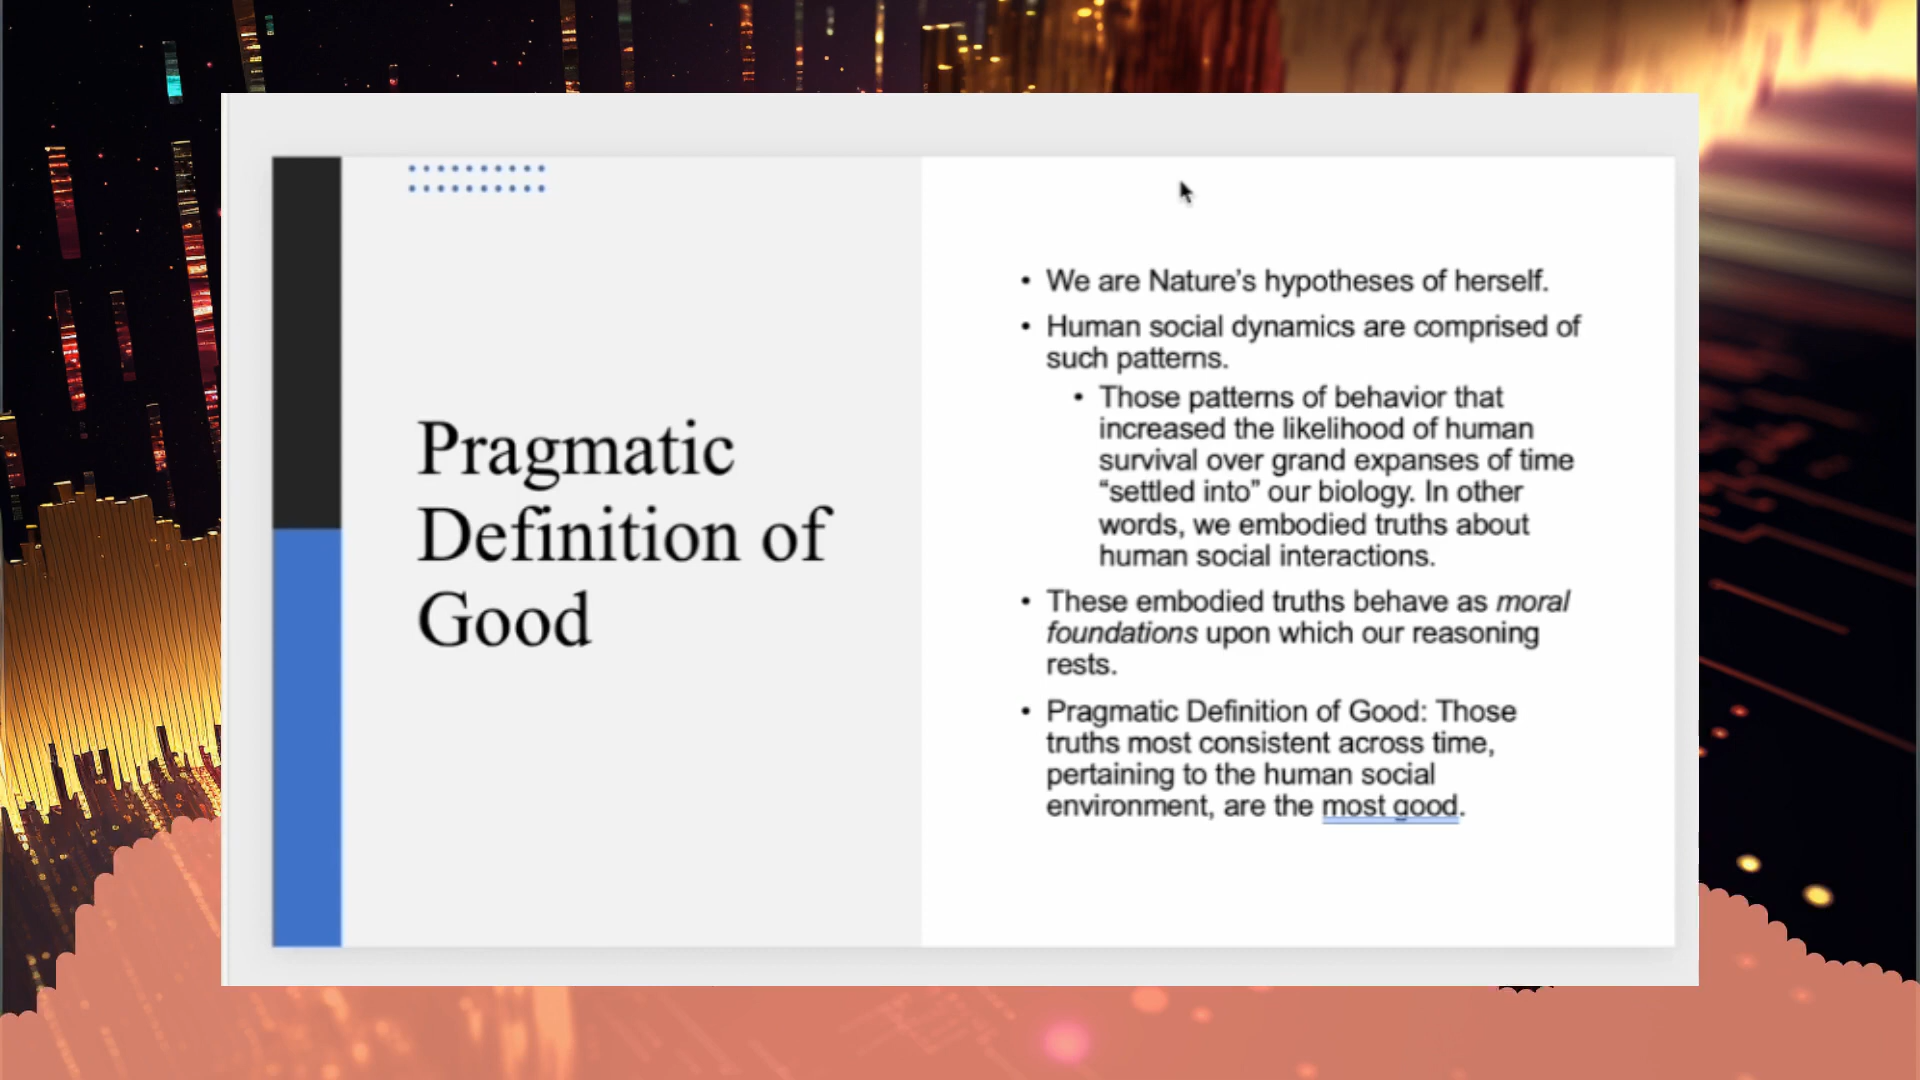 Pragmatic
Definition of
Good
• We are Nature’s hypotheses of herself.
• Human social dynamics are comprised of
such patterns.
• Those patterns of behavior that
increased the likelihood of human
survival over grand expanses of time
“settled into” our biology. In other
words, we embodied truths about
human social interactions.
• These embodied truths behave as moral
foundations upon which our reasoning
rests.
• Pragmatic Definition of Good: Those
truths most consistent across time,
pertaining to the human social
environment, are the most good.